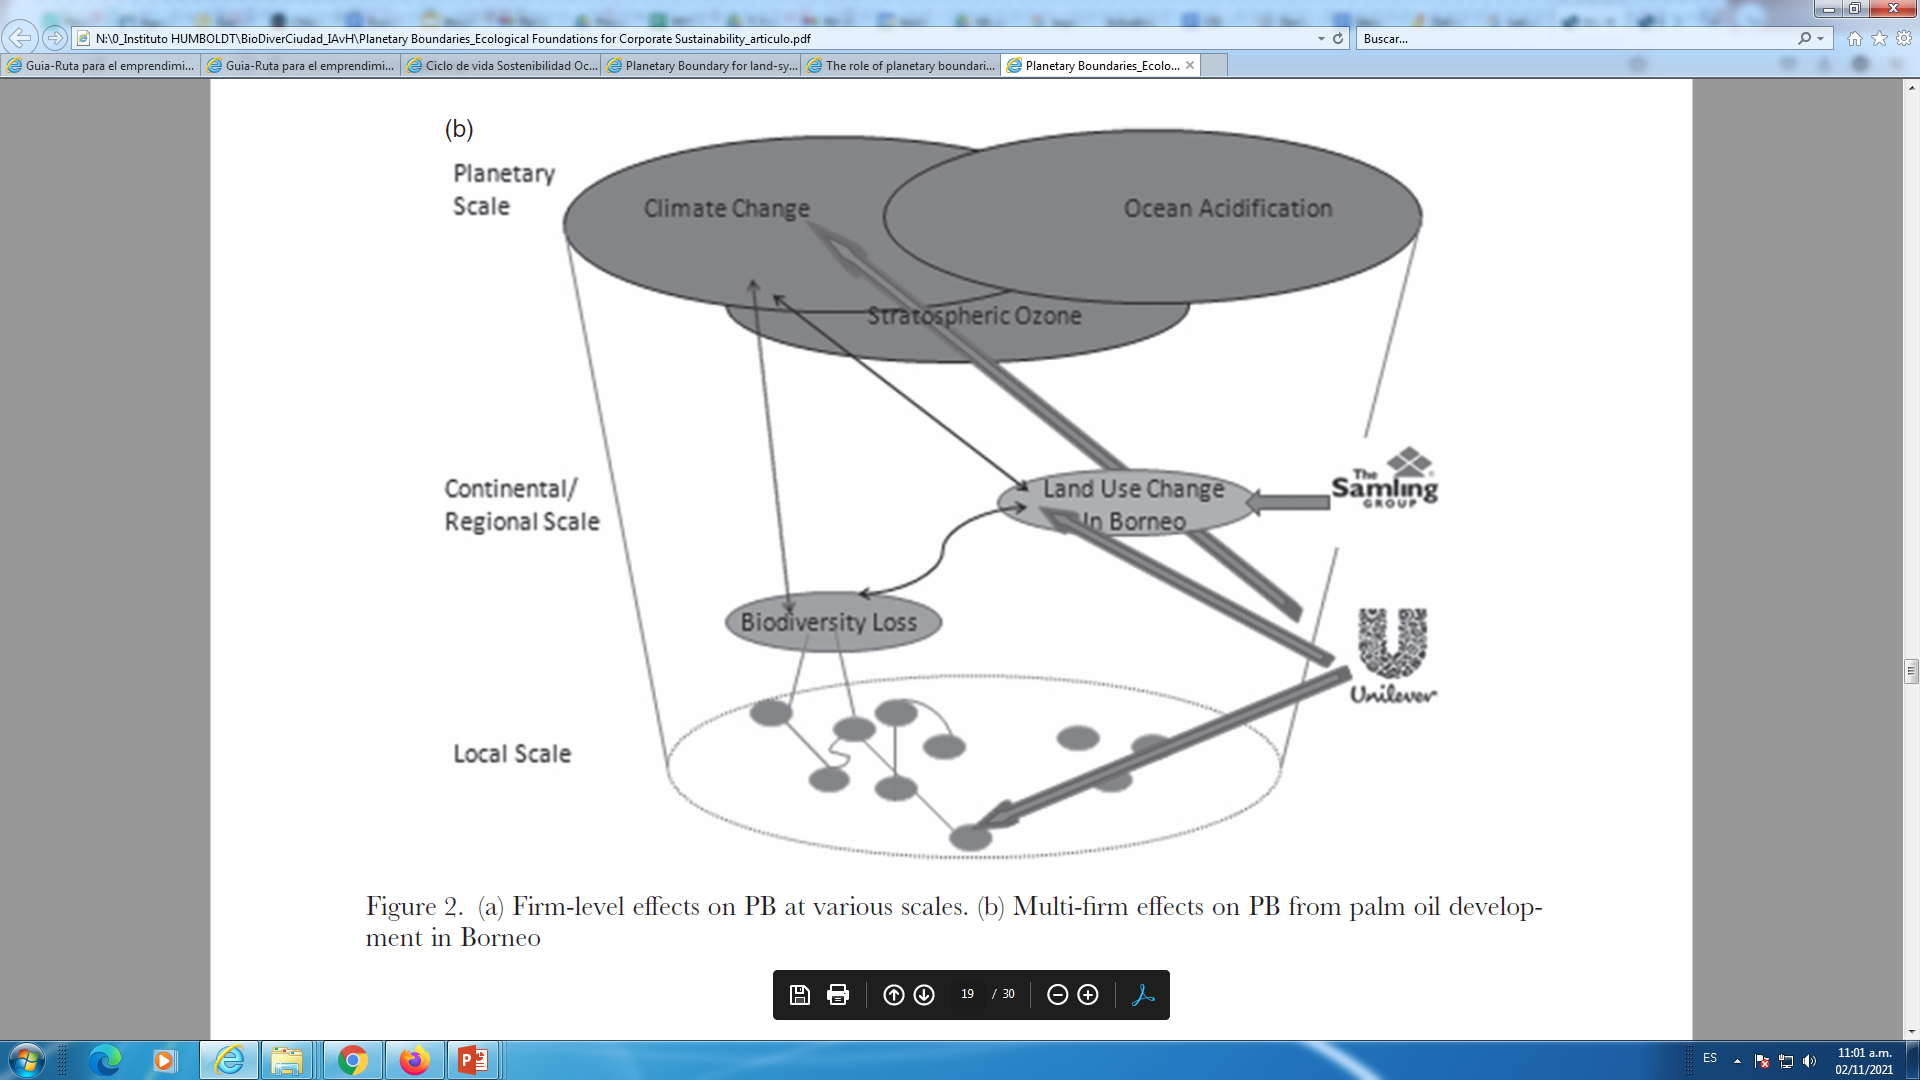 N:\0_Instituto HUMBOLDT\BioDiverCiudad_IAvH\Planetary Boundaries_Ecological Foundations for Corporate Sustainability_articulo.pdf
Buscar...
Guia-Ruta para el emprendimi...
Guia-Ruta para el emprendimi...
Ciclo de vida Sostenibilidad Oc...
Planetary Boundary for land-sy...
The role of planetary boundari...
Planetary Boundaries_Ecolo...
(b)
Planetary
Scale
Climate Change
Ocean Acidification
Stratospheric Ozone
Continental/
Regional Scale
Land Use Change
In Borneo
The
Samling
GROUP
Biodiversity Loss
Unilever
Local Scale
Figure 2. (a) Firm-level effects on PB at various scales. (b) Multi-firm effects on PB from palm oil develop-
ment in Borneo
19 / 30
ES
11:01 a.m.
02/11/2021